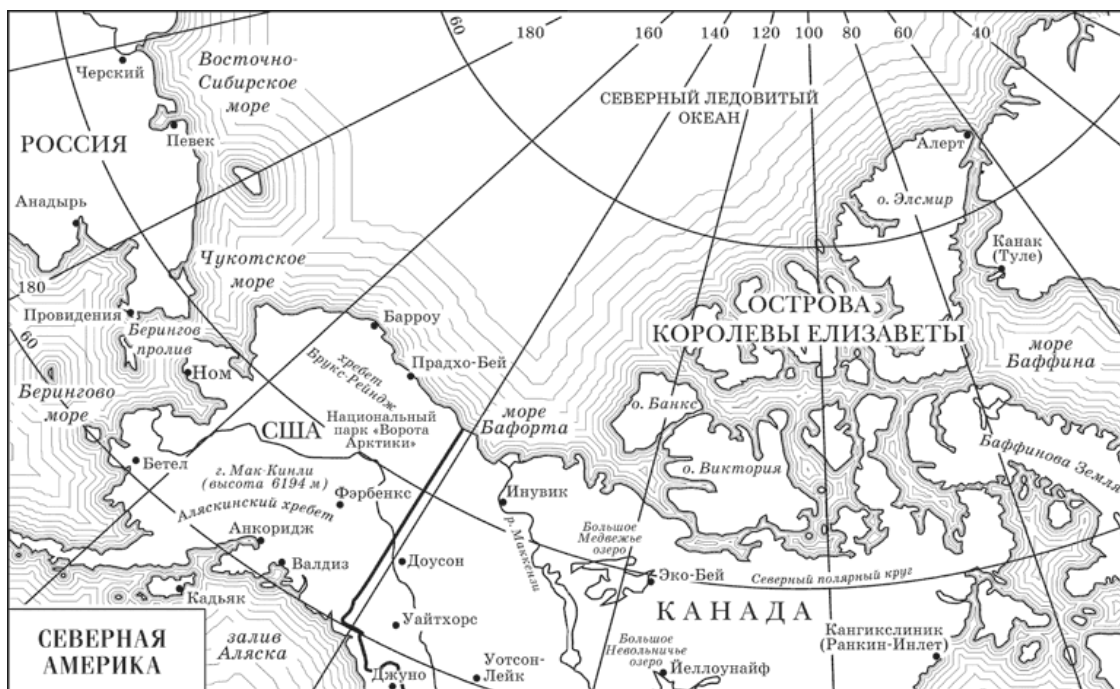 60
180
160
140
120
100
80
60
40
Восточно-
Сибирское
море
Черский
СЕВЕРНЫЙ ЛЕДОВИТЫЙ
ОКЕАН
РОССИЯ
Певек
Алерт
о. Элсмир
Анадырь
Канак
(Туле)
Чукотское
море
180
Провидения
Берингов
пролив
60
Барроу
ОСТРОВА
КОРОЛЕВЫ ЕЛИЗАВЕТЫ
море
Баффина
Ном
хребет
Брукс-Рейндж
Прадхо-Бей
Берингово
море
о. Банкс
Национальный
парк «Ворота
Арктики»
США
море
Бафорта
Баффинова Земля
Бетел
г. Мак-Кинли
(высота 6194 м)
о. Виктория
Фэрбенкс
Инувик
Аляскинский хребет
Анкоридж
р. Маккензи
Большое
Медвежье
озеро
Валдиз
Доусон
Эко-Бей
Северный полярный круг
Кадьяк
КАНАДА
Уайтхорс
СЕВЕРНАЯ
АМЕРИКА
залив
Аляска
Кангикслиник
(Ранкин-Инлет)
Большое
Невольничье
озеро
Уотсон-
Лейк
Джуно
Йеллоунайф